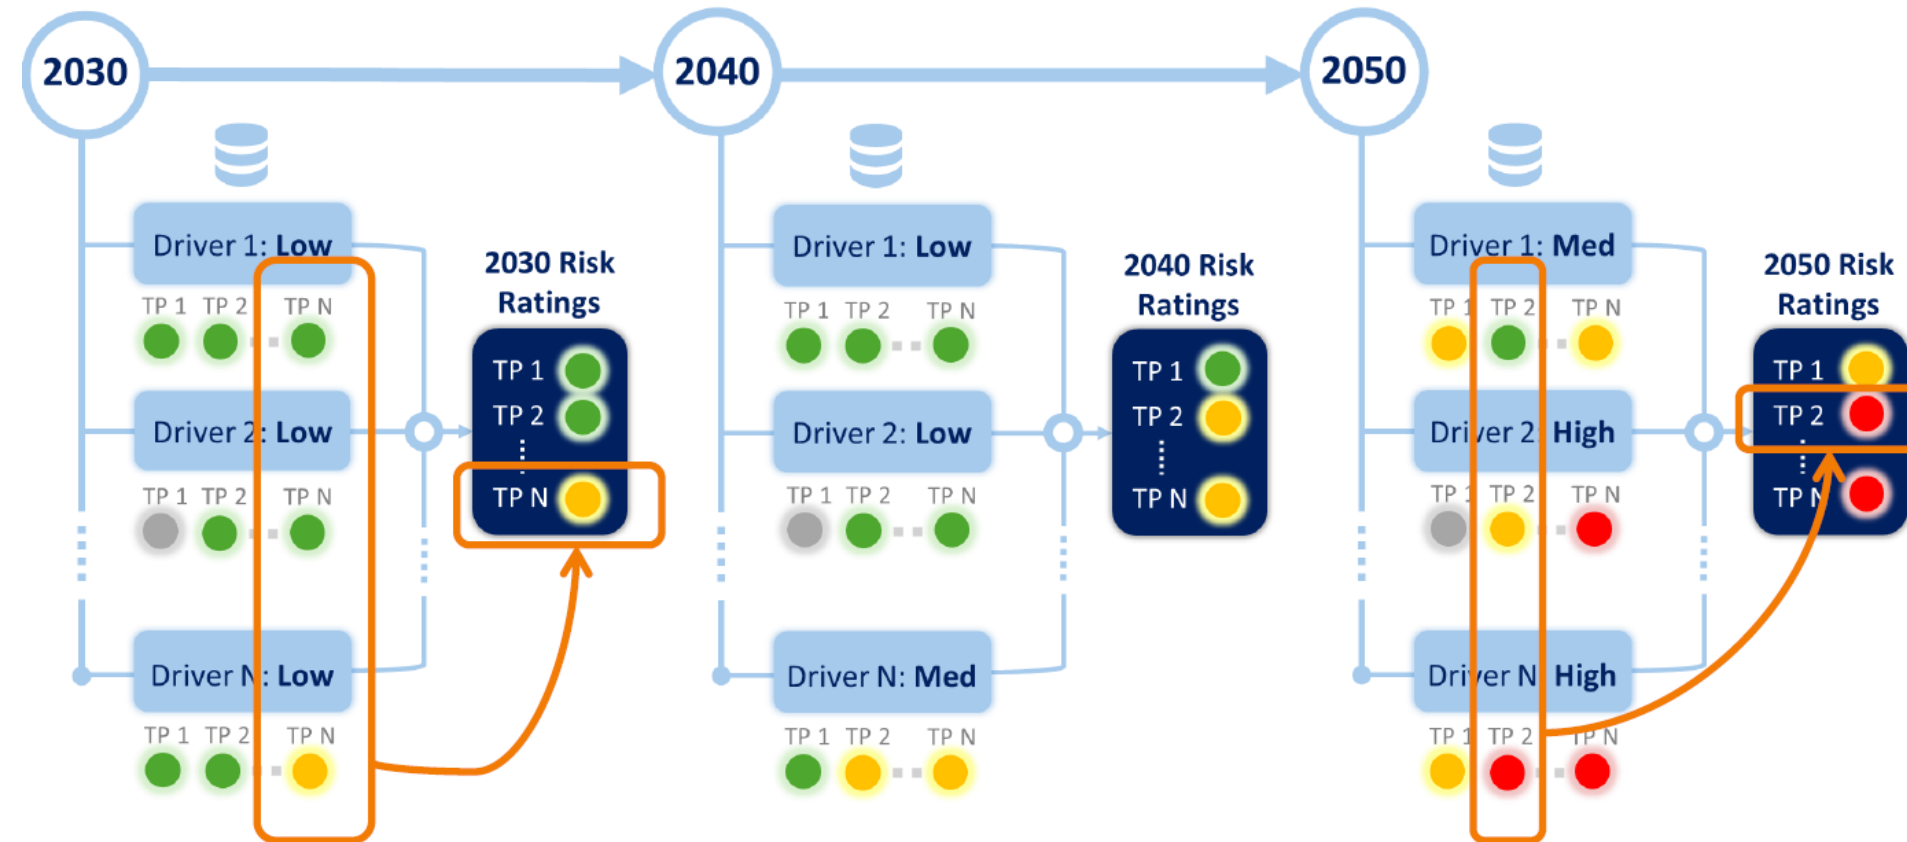 2030
2040
2050
Driver 1: Low
TP 1 TP 2 TP N
2030 Risk
Ratings
TP 1
TP 2
TP N
Driver 2: Low
TP 1 TP 2 TP N
Driver N: Low
TP 1 TP 2 TP N
Driver 1: Low
TP 1 TP 2 TP N
2040 Risk
Ratings
TP 1
TP 2
TP N
Driver 2: Low
TP 1 TP 2 TP N
Driver N: Med
TP 1 TP 2 TP N
Driver 1: Med
TP 1 TP 2 TP N
2050 Risk
Ratings
TP 1
TP 2
TP N
Driver 2: High
TP 1 TP 2 TP N
Driver N: High
TP 1 TP 2 TP N